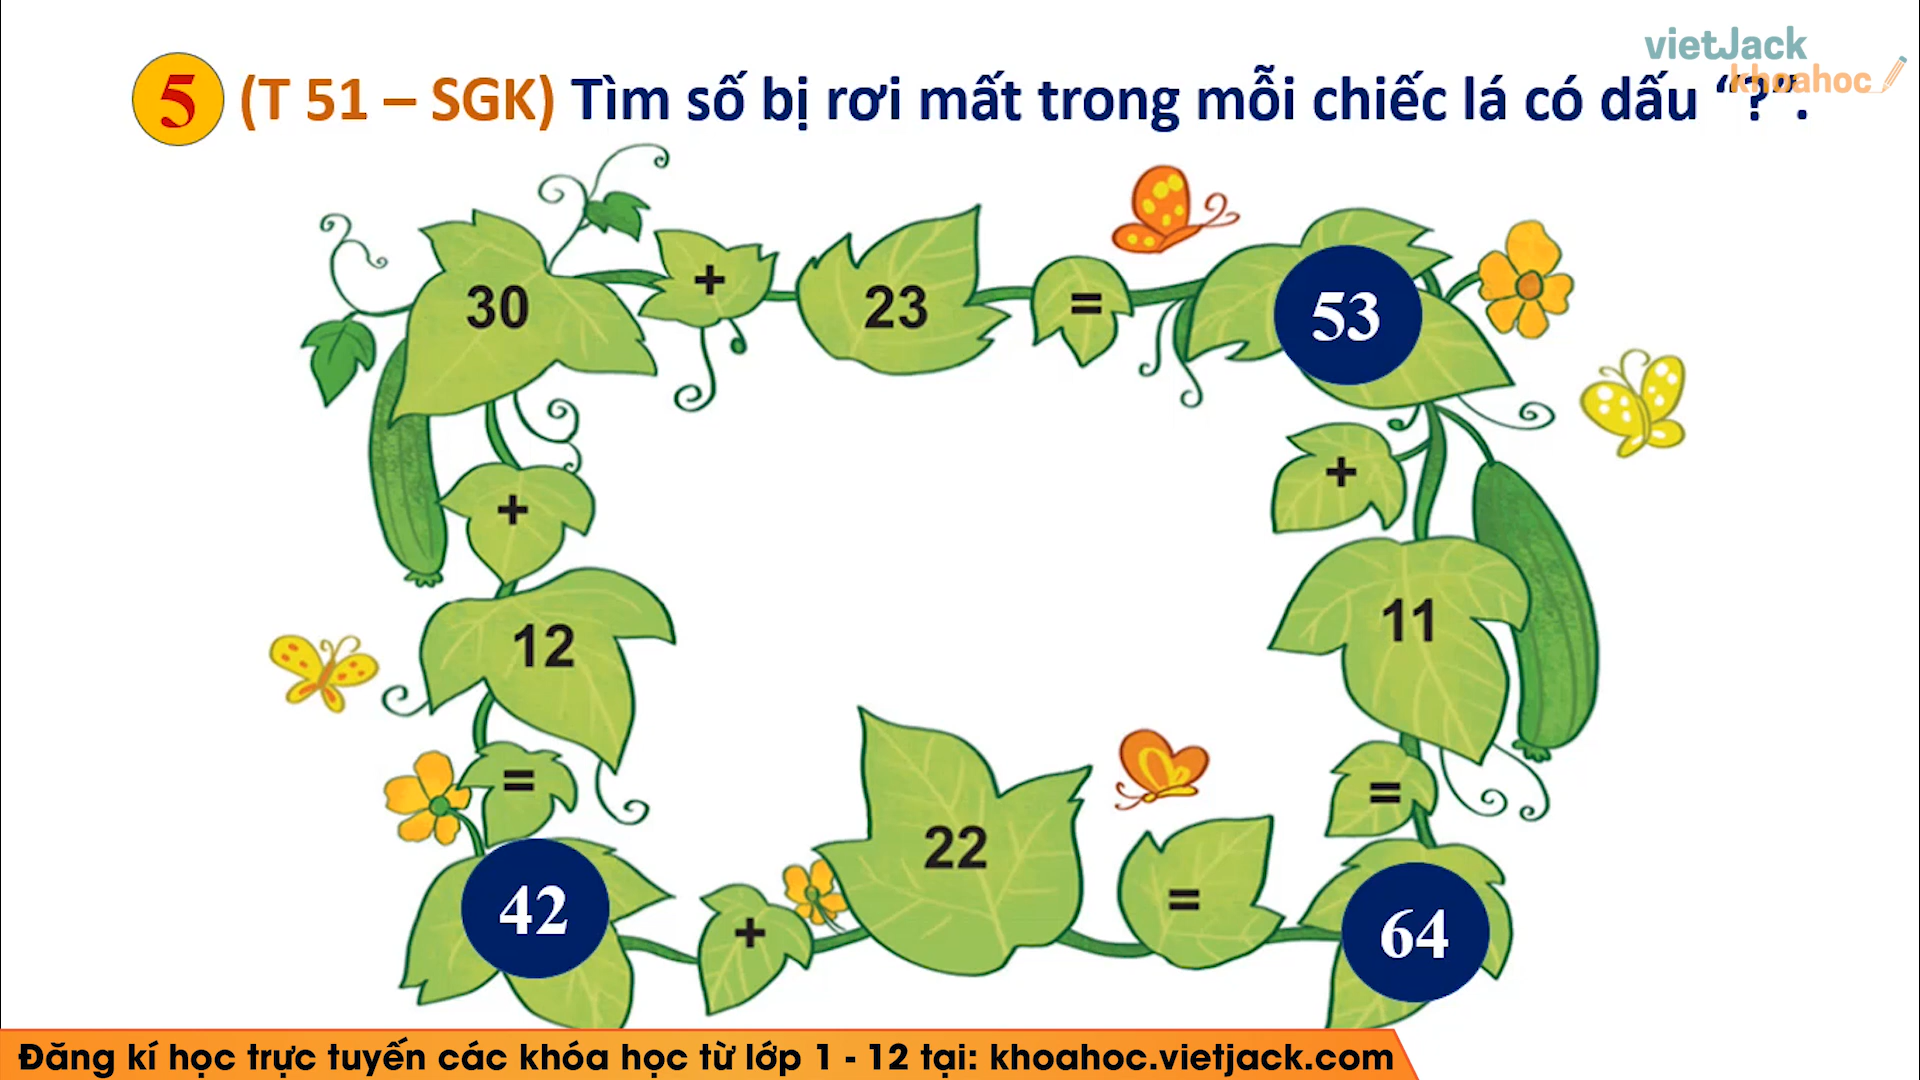 vietJack
khoahoc
5 (T 51 – SGK) Tìm số bị rơi mất trong mỗi chiếc lá có dấu “?”.
30 + 23 = 53
+ +
12 11
= =
42 + 22 = 64
Đăng kí học trực tuyến các khóa học từ lớp 1 - 12 tại: khoahoc.vietjack.com